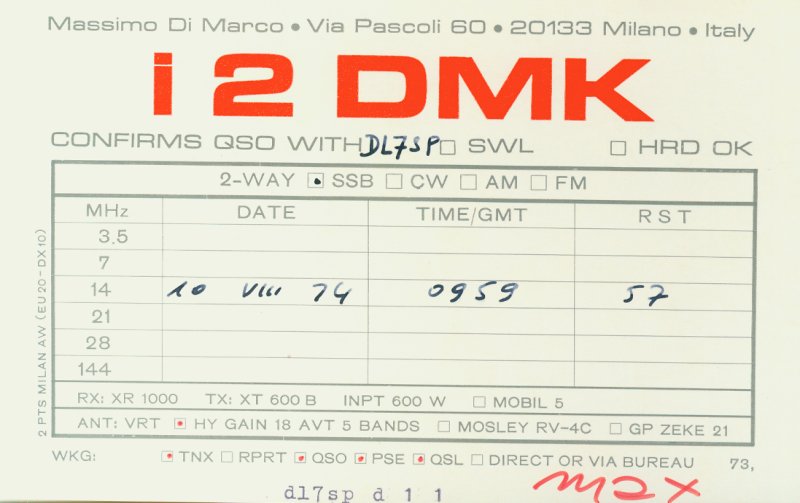 Massimo Di Marco • Via Pascoli 60 • 20133 Milano • Italy
i 2 DMK
CONFIRMS QSO WITH DL7SP □ SWL □ HRD OK
2-WAY ☒ SSB □ CW □ AM □ FM
MHz DATE TIME/GMT RST
3,5
7
14 10 VIII 74 0959 57
21
28
144
RX: XR 1000 TX: XT 600 B INPT 600 W □ MOBIL 5
ANT: VRT ☒ HY GAIN 18 AVT 5 BANDS □ MOSLEY RV-4C □ GP ZEKE 21
WKG: ☒ TNX □ RPRT ☒ QSO ☒ PSE ☒ QSL □ DIRECT OR VIA BUREAU 73,
max
dl7sp d 1 1
2 PTS MILAN AW (EU 20 - DX 10)